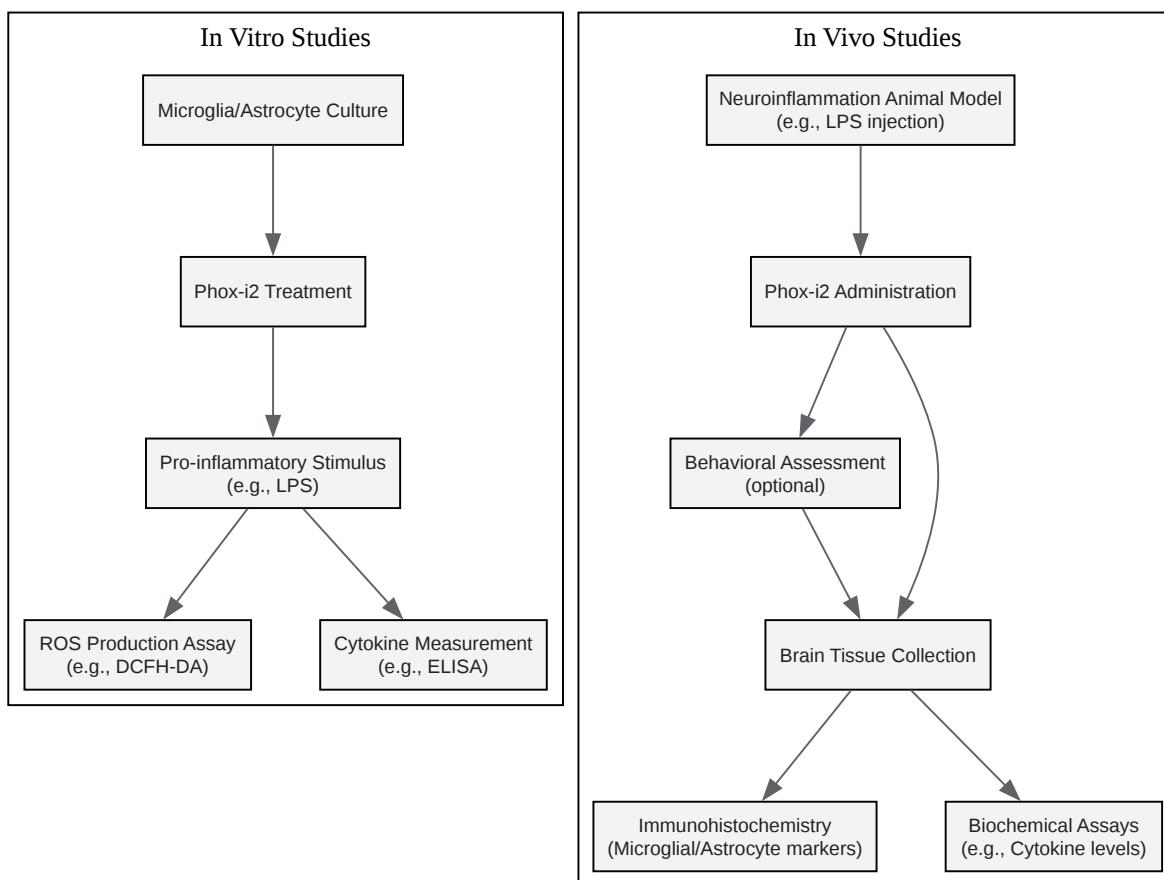 In Vitro Studies
Microglia/Astrocyte Culture
Phox-i2 Treatment
Pro-inflammatory Stimulus
(e.g., LPS)
ROS Production Assay
(e.g., DCFH-DA)
Cytokine Measurement
(e.g., ELISA)
In Vivo Studies
Neuroinflammation Animal Model
(e.g., LPS injection)
Phox-i2 Administration
Behavioral Assessment
(optional)
Brain Tissue Collection
Immunohistochemistry
(Microglial/Astrocyte markers)
Biochemical Assays
(e.g., Cytokine levels)